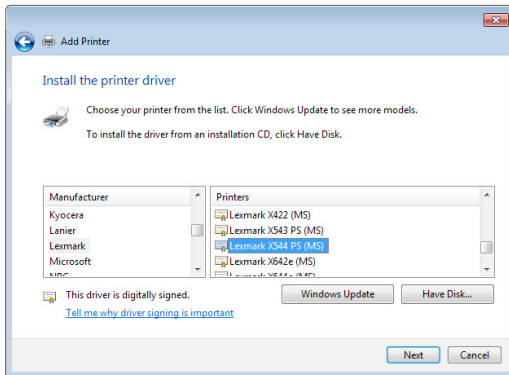 Add Printer
Install the printer driver
Choose your printer from the list. Click Windows Update to see more models.
To install the driver from an installation CD, click Have Disk.
Manufacturer
Kyocera
Lanier
Lexmark
Microsoft
Printers
Lexmark X422 (MS)
Lexmark X543 PS (MS)
Lexmark X544 PS (MS)
Lexmark X642e (MS)
This driver is digitally signed.
Tell me why driver signing is important
Windows Update
Have Disk...
Next
Cancel